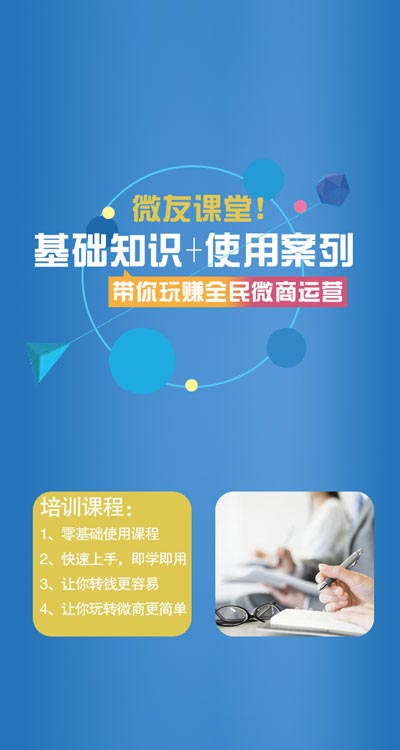 微友课堂！
基础知识+使用案列
带你玩赚全民微商运营
培训课程：
1、零基础使用课程
2、快速上手，即学即用
3、让你转钱更容易
4、让你玩转微商更简单